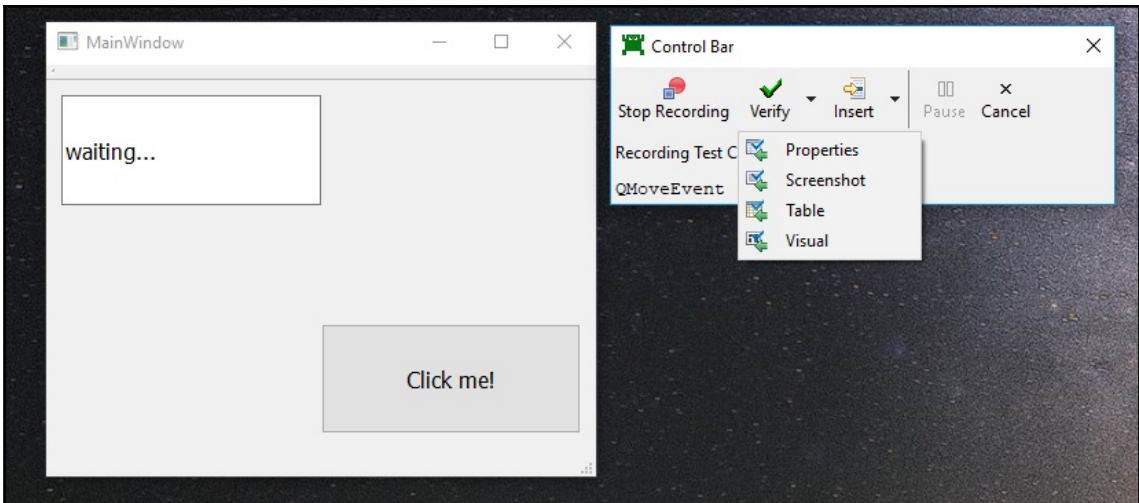 MainWindow
waiting...
Click me!
Control Bar
Stop Recording Verify Insert Pause Cancel
Recording Test C
QMoveEvent
Properties
Screenshot
Table
Visual